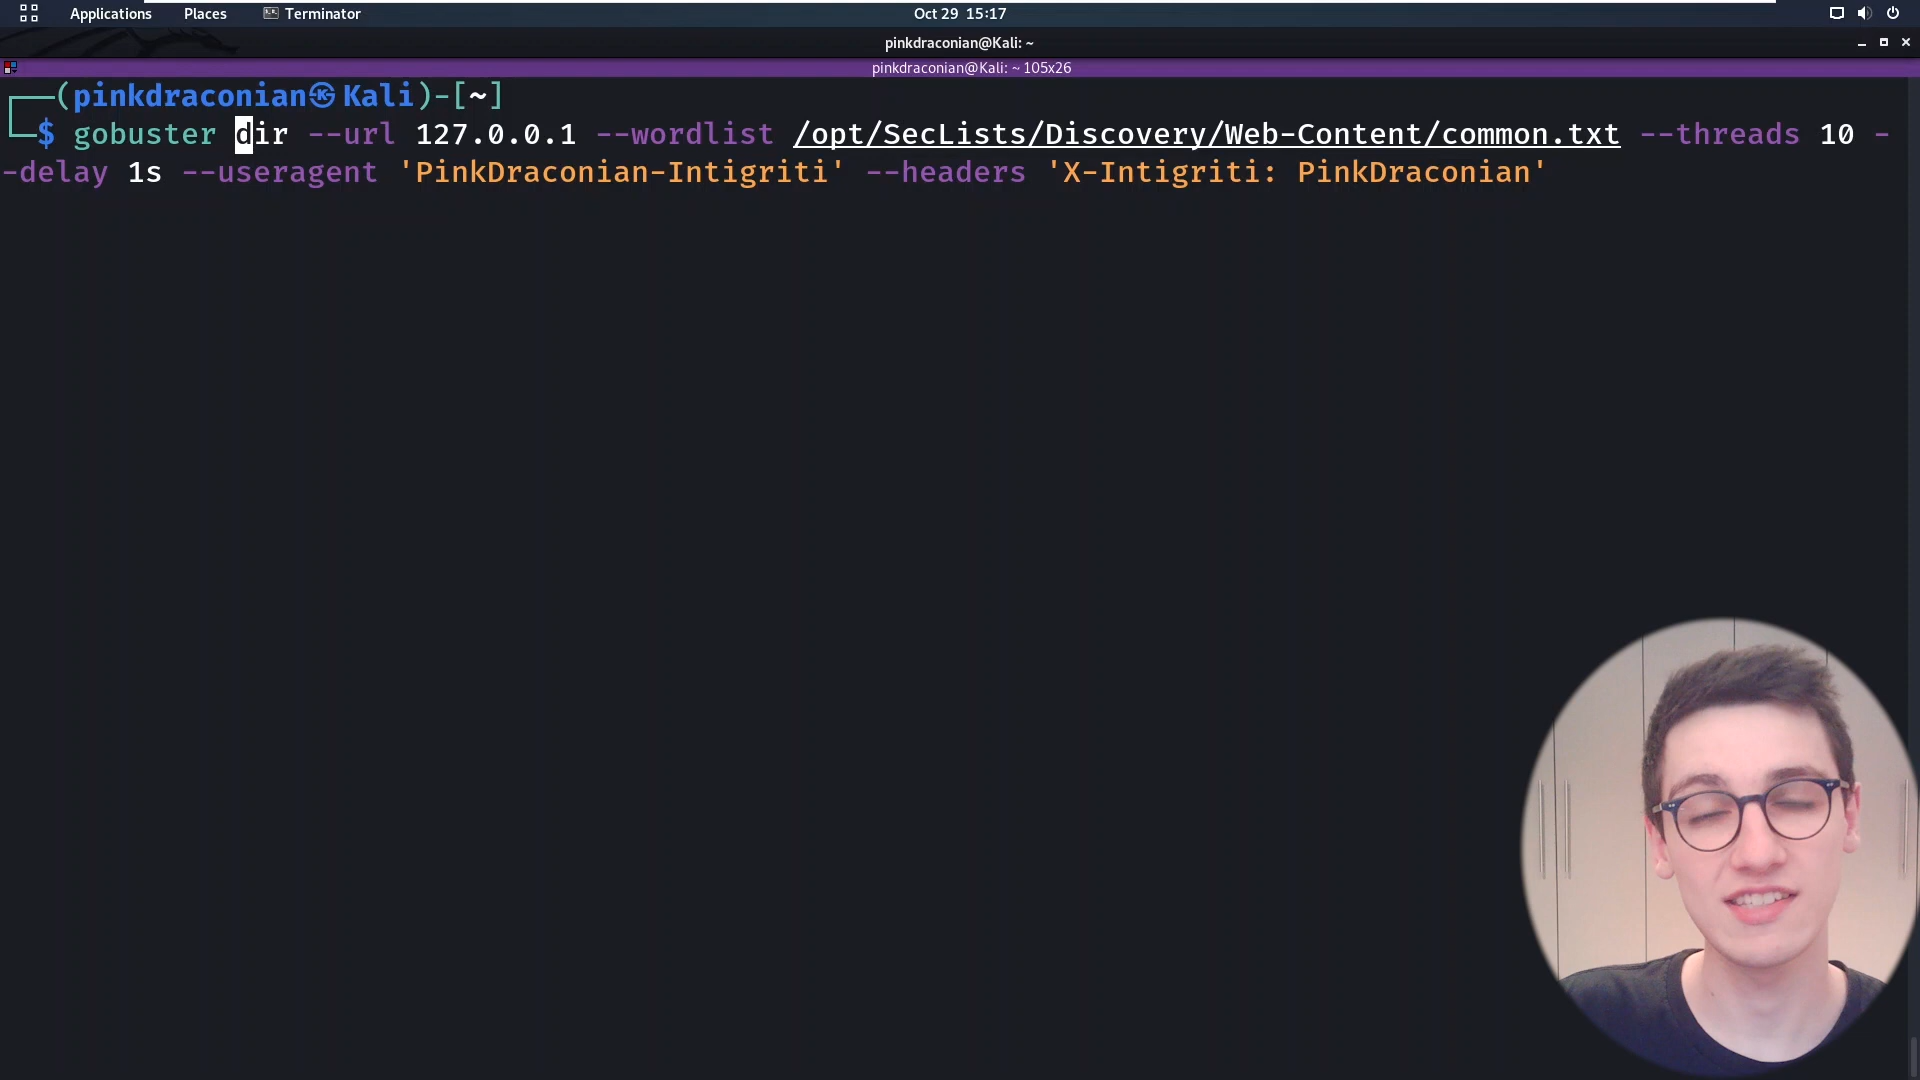 Applications Places Terminator Oct 29 15:17
pinkdraconian@Kali: ~
pinkdraconian@Kali: ~ 105x26
(pinkdraconian㉿Kali)-[~]
$ gobuster dir --url 127.0.0.1 --wordlist /opt/SecLists/Discovery/Web-Content/common.txt --threads 10 -
-delay 1s --useragent 'PinkDraconian-Intigriti' --headers 'X-Intigriti: PinkDraconian'